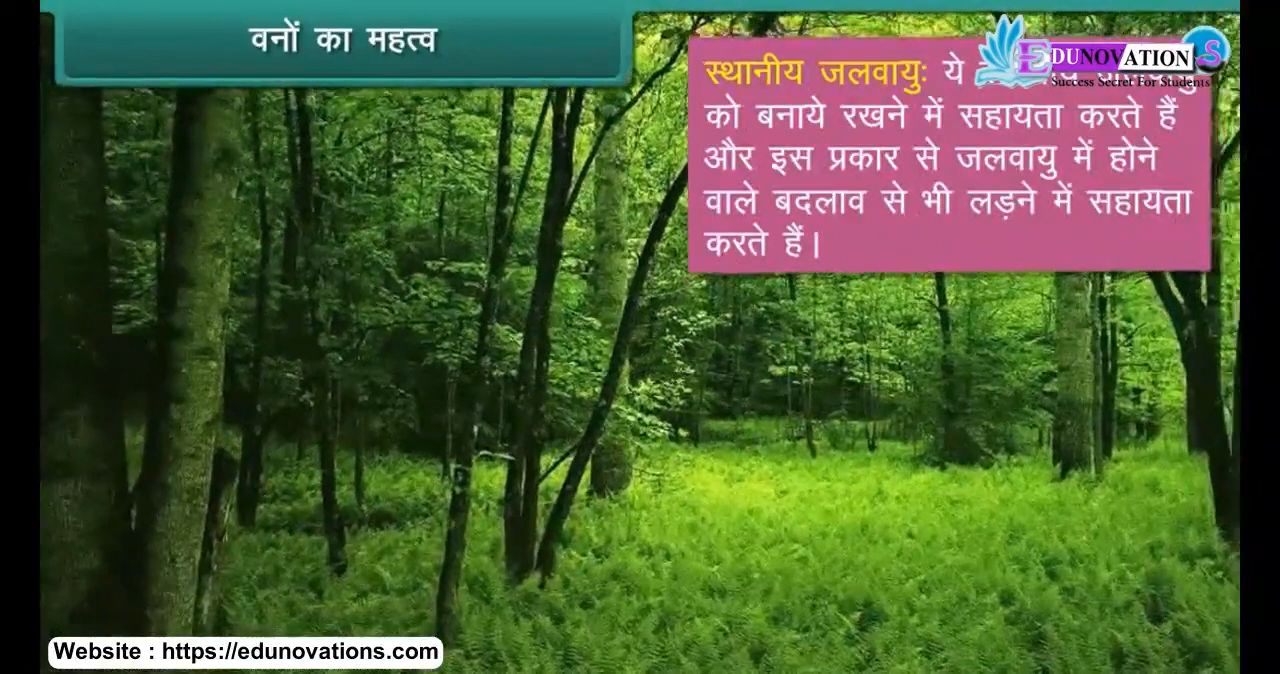 वनों का महत्व
स्थानीय जलवायुः ये
को बनाये रखने में सहायता करते हैं
और इस प्रकार से जलवायु में होने
वाले बदलाव से भी लड़ने में सहायता
करते हैं।
EDUNOVATION S
Success Secret For Students
Website : https://edunovations.com